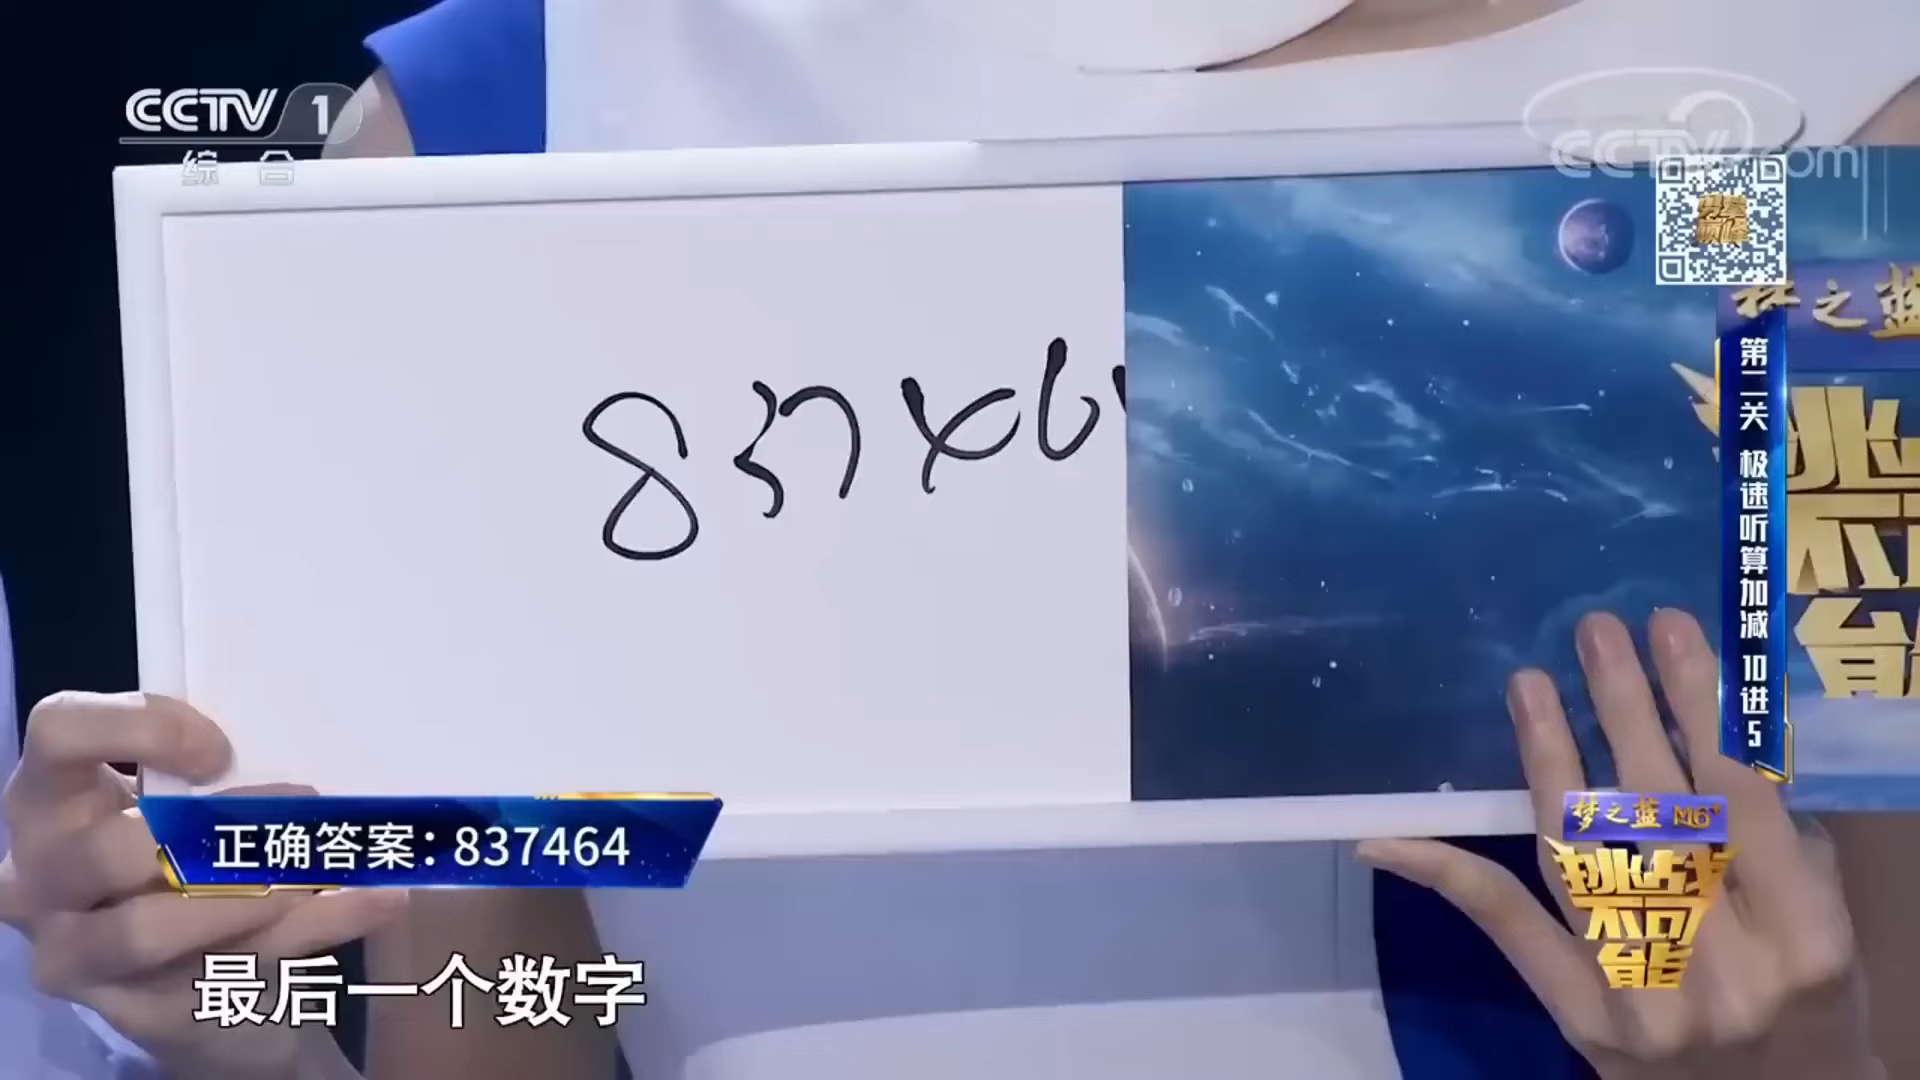 CCTV 1
综合
CCTV.com
梦之蓝
第二关 极速听算加减 10进5
挑战不可能
83746
正确答案：837464
梦之蓝 M6+
挑战
不可
能
最后一个数字